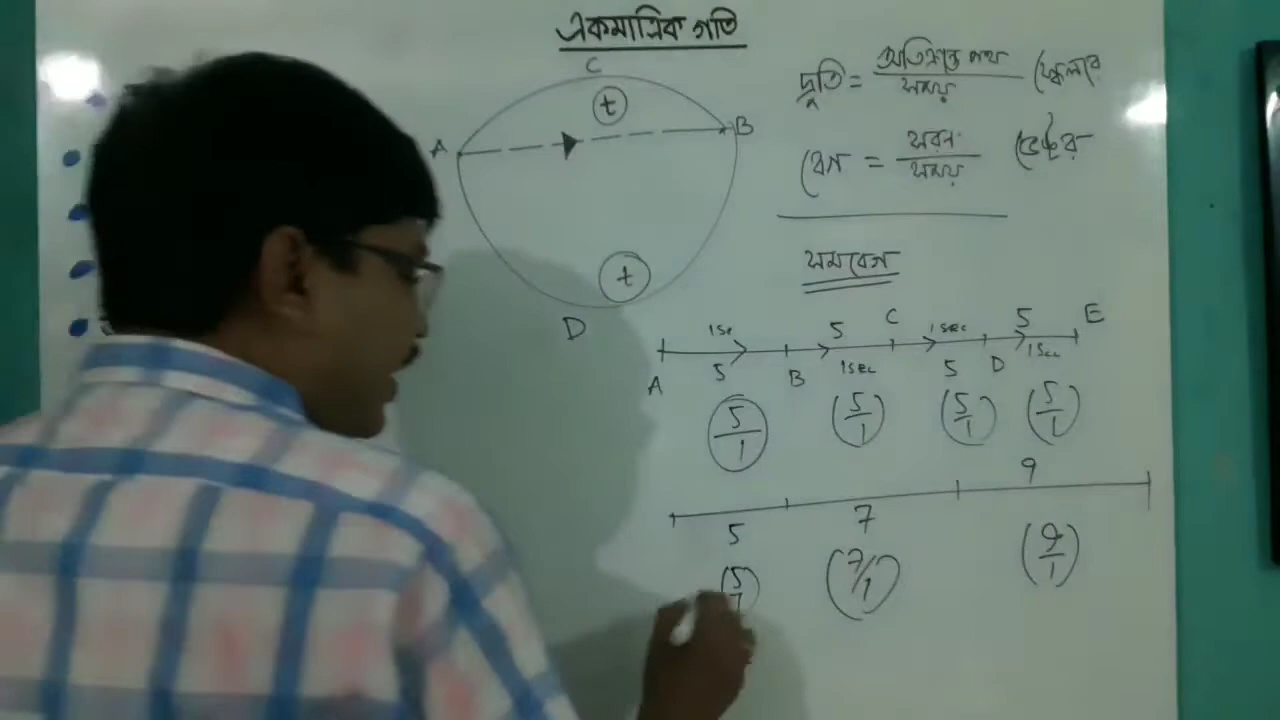 একমাত্রিক গতি
C
t
A
B
t
D
দ্রুতি = অতিক্রান্ত পথ / সময় (স্কেলার
বেগ = সরণ / সময় ভেক্টর
সমবেগ
1Se 5 C 1sec 5 E
A 5 B 1sec 5 D 1sec
(5/1) (5/1) (5/1) (5/1)
9
5 7
(5/1) (7/1) (9/1)